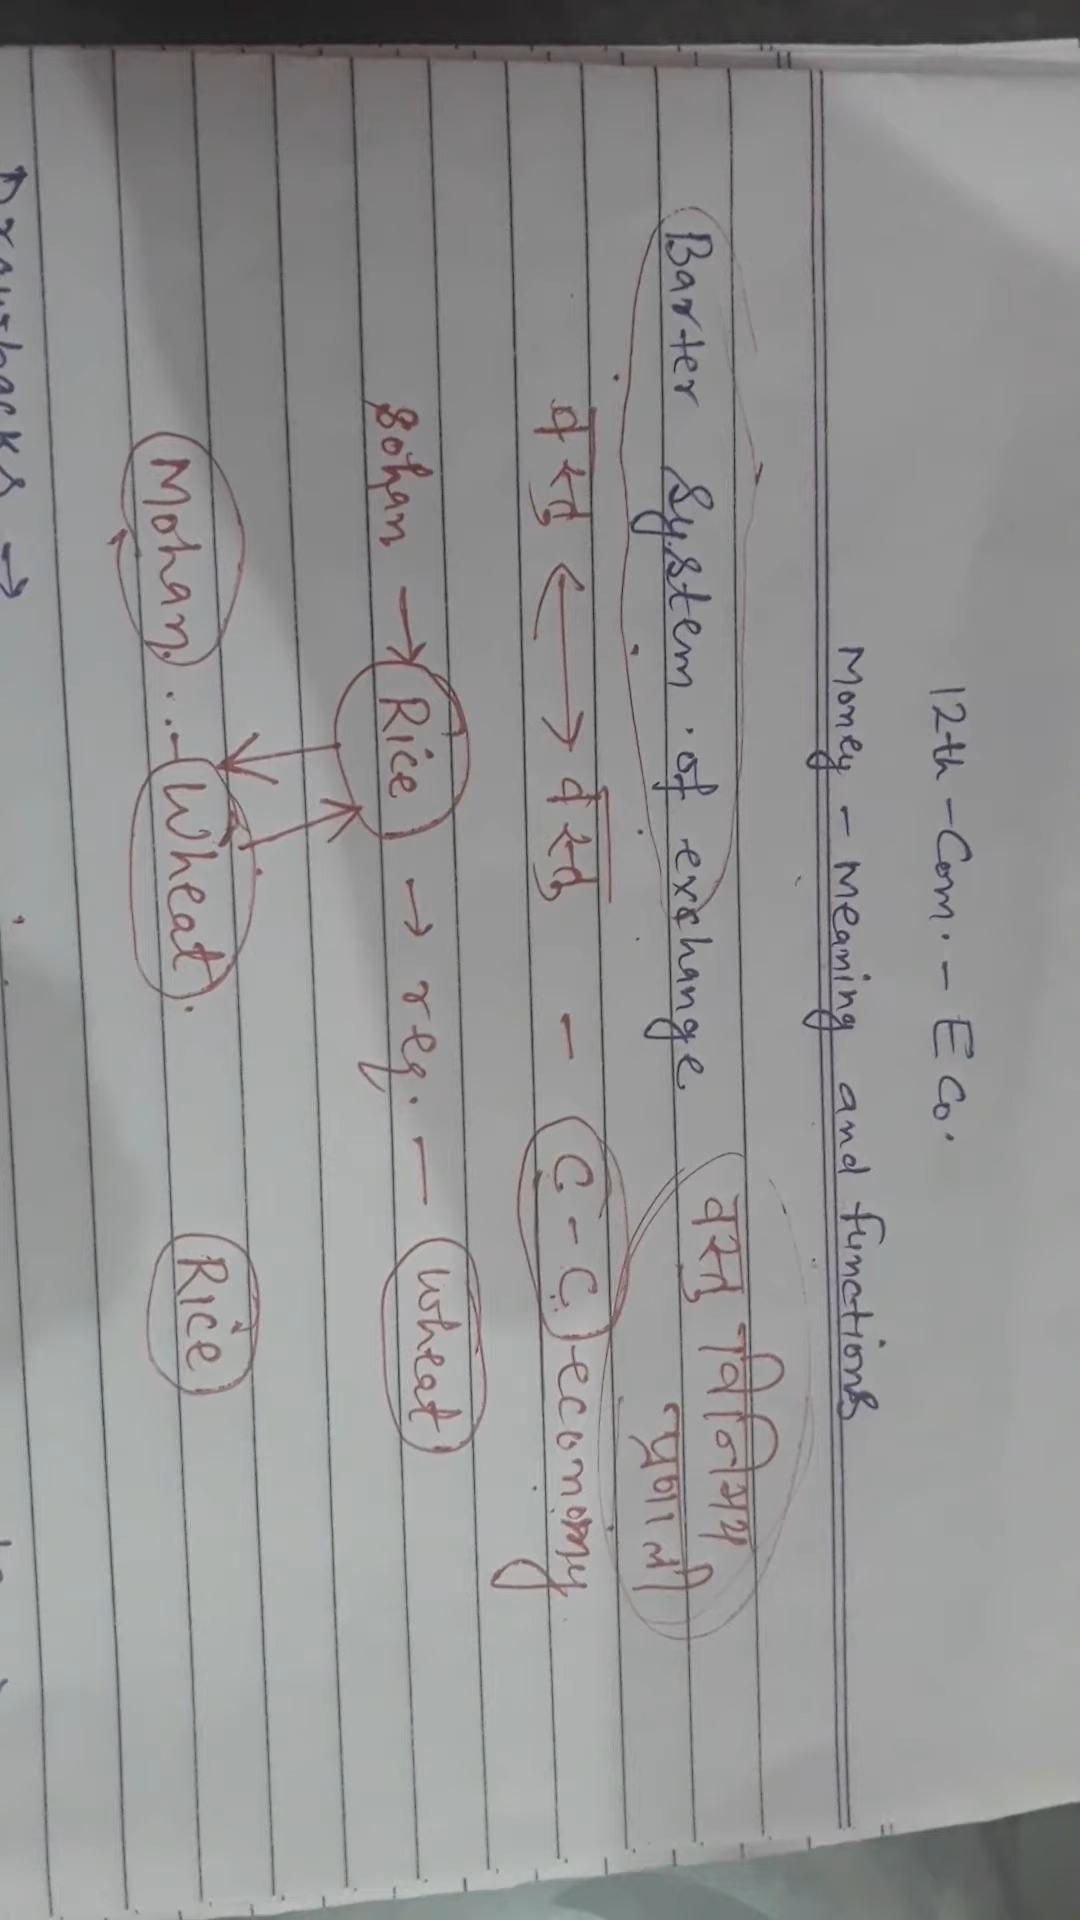 12th - Com. - Eco.
Money - meaning and functions
Barter System of exchange वस्तु विनिमय
प्रणाली
वस्तु ⟷ वस्तु - C - C economy
Sohan → Rice → req. - wheat
Mohan - Wheat. Rice
Drawbacks →